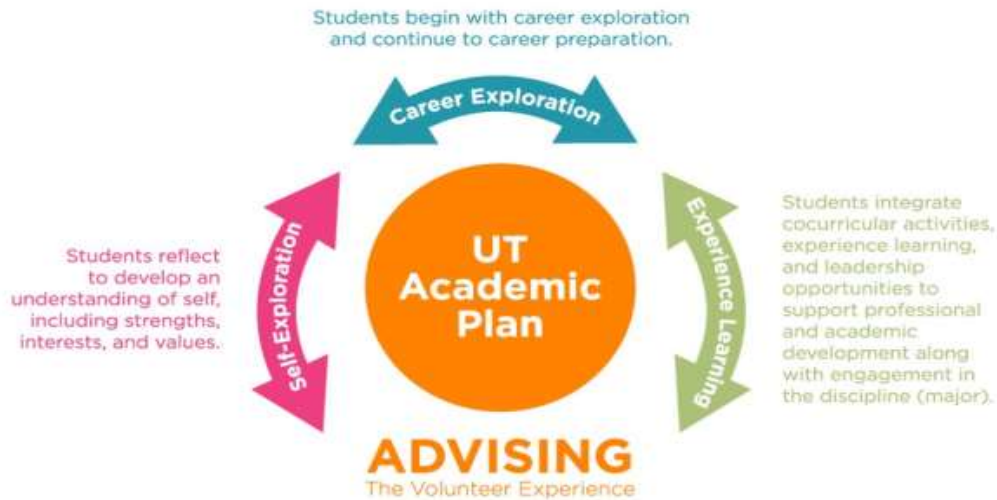 Students begin with career exploration
and continue to career preparation.
Career Exploration
Self-Exploration
Students reflect
to develop an
understanding of self,
including strengths,
interests, and values.
UT
Academic
Plan
Experience Learning
Students integrate
cocurricular activities,
experience learning,
and leadership
opportunities to
support professional
and academic
development along
with engagement in
the discipline (major).
ADVISING
The Volunteer Experience